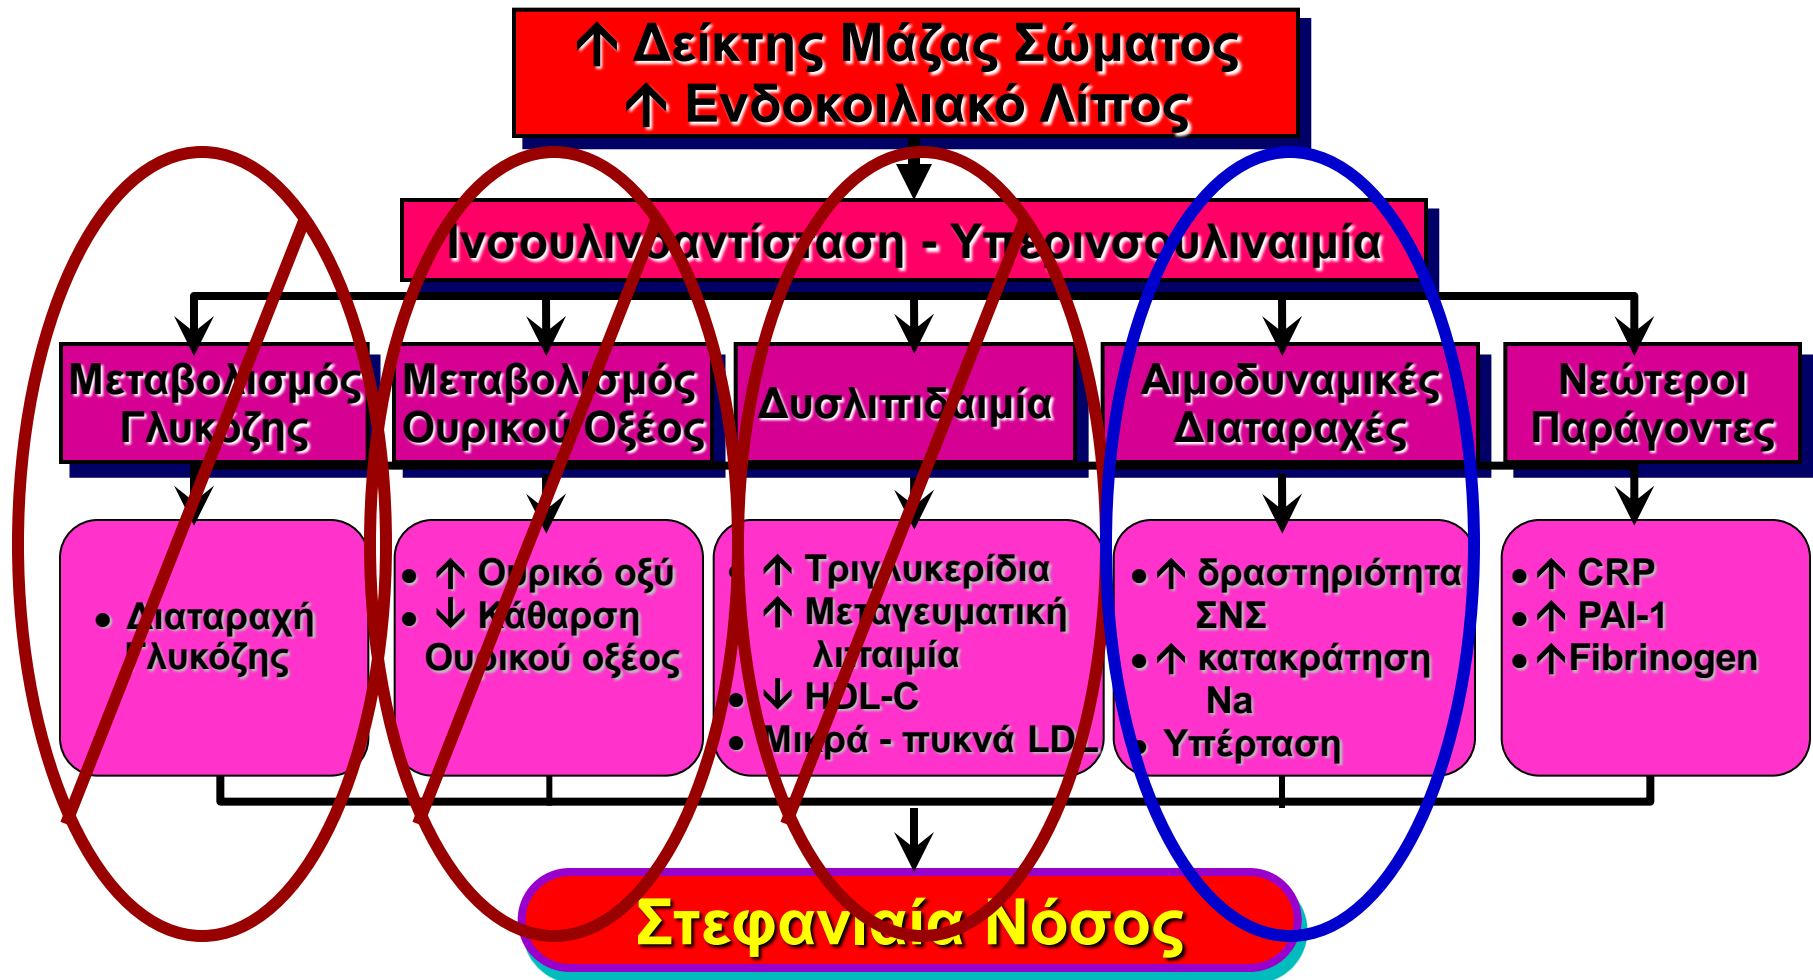 ↑ Δείκτης Μάζας Σώματος
↑ Ενδοκοιλιακό Λίπος
Ινσουλινοαντίσταση - Υπερινσουλιναιμία
Μεταβολισμός
Γλυκόζης
Μεταβολισμός
Ουρικού Οξέος
Δυσλιπιδαιμία
Αιμοδυναμικές
Διαταραχές
Νεώτεροι
Παράγοντες
• Διαταραχή
Γλυκόζης
• ↑ Ουρικό οξύ
• ↓ Κάθαρση
Ουρικού οξέος
• ↑ Τριγλυκερίδια
↑ Μεταγευματική
λιπαιμία
• ↓ HDL-C
• Μικρά - πυκνά LDL
• ↑ δραστηριότητα
ΣΝΣ
• ↑ κατακράτηση
Na
• Υπέρταση
• ↑ CRP
• ↑ PAI-1
• ↑Fibrinogen
Στεφανιαία Νόσος